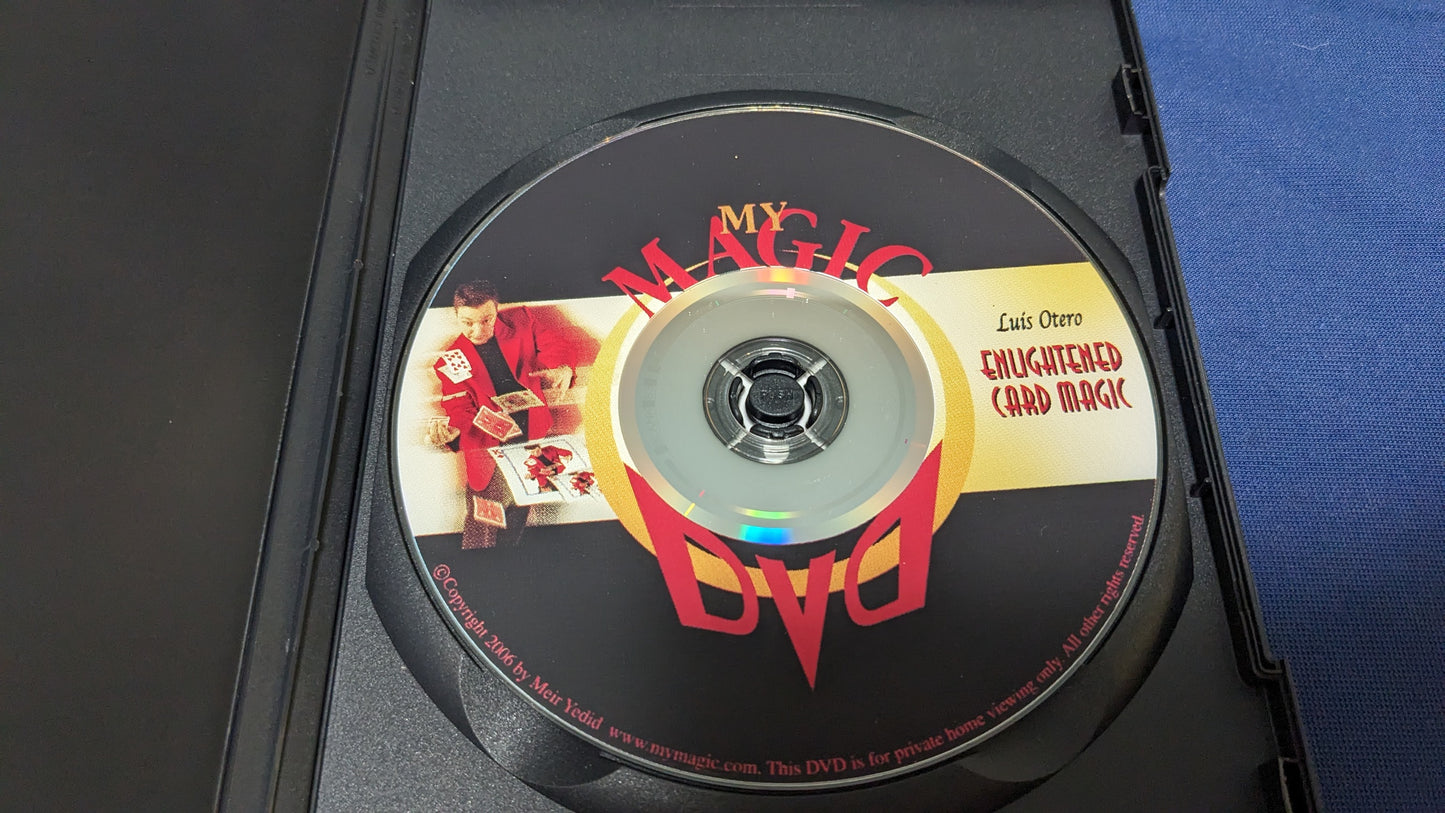 MY
MAGIC
DVD
Luis Otero
ENLIGHTENED
CARD MAGIC
©Copyright 2006 by Meir Yedid www.mymagic.com. This DVD is for private home viewing only. All other rights reserved.
PUSH